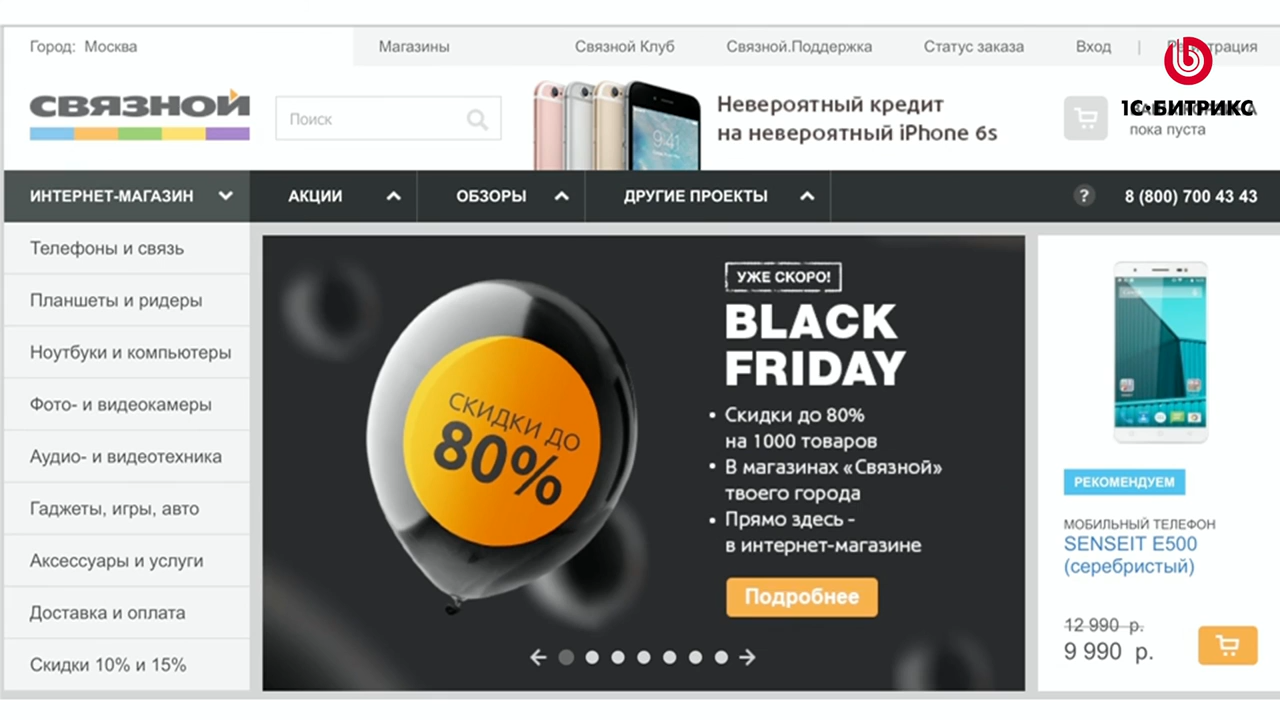 Город: Москва
Магазины
Связной Клуб
Связной.Поддержка
Статус заказа
Вход
|
Регистрация
1С·БИТРИКС
СВЯЗНОЙ
Поиск
9:41
Невероятный кредит
на невероятный iPhone 6s
пока пуста
ИНТЕРНЕТ-МАГАЗИН
АКЦИИ
ОБЗОРЫ
ДРУГИЕ ПРОЕКТЫ
?
8 (800) 700 43 43
Телефоны и связь
Планшеты и ридеры
Ноутбуки и компьютеры
Фото- и видеокамеры
Аудио- и видеотехника
Гаджеты, игры, авто
Аксессуары и услуги
Доставка и оплата
Скидки 10% и 15%
СКИДКИ ДО
80%
УЖЕ СКОРО!
BLACK
FRIDAY
• Скидки до 80%
на 1000 товаров
• В магазинах «Связной»
твоего города
• Прямо здесь -
в интернет-магазине
Подробнее
РЕКОМЕНДУЕМ
МОБИЛЬНЫЙ ТЕЛЕФОН
SENSEIT E500
(серебристый)
12 990 р.
9 990 р.